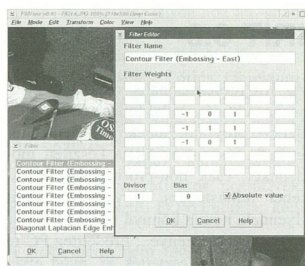 File Mode Edit Transform Color View Help
Filter Editor
Filter Name
Contour Filter (Embossing - East)
Filter Weights
-1 0 1
-1 1 1
-1 0 1
Divisor Bias
1 0 Absolute value
OK Cancel Help
Time
Filter
Contour Filter (Embossing -
Contour Filter (Embossing -
Contour Filter (Embossing -
Contour Filter (Embossing -
Contour Filter (Embossing -
Contour Filter (Embossing -
Contour Filter (Embossing -
Diagonal Laplacian Edge Enh
OK Cancel Help